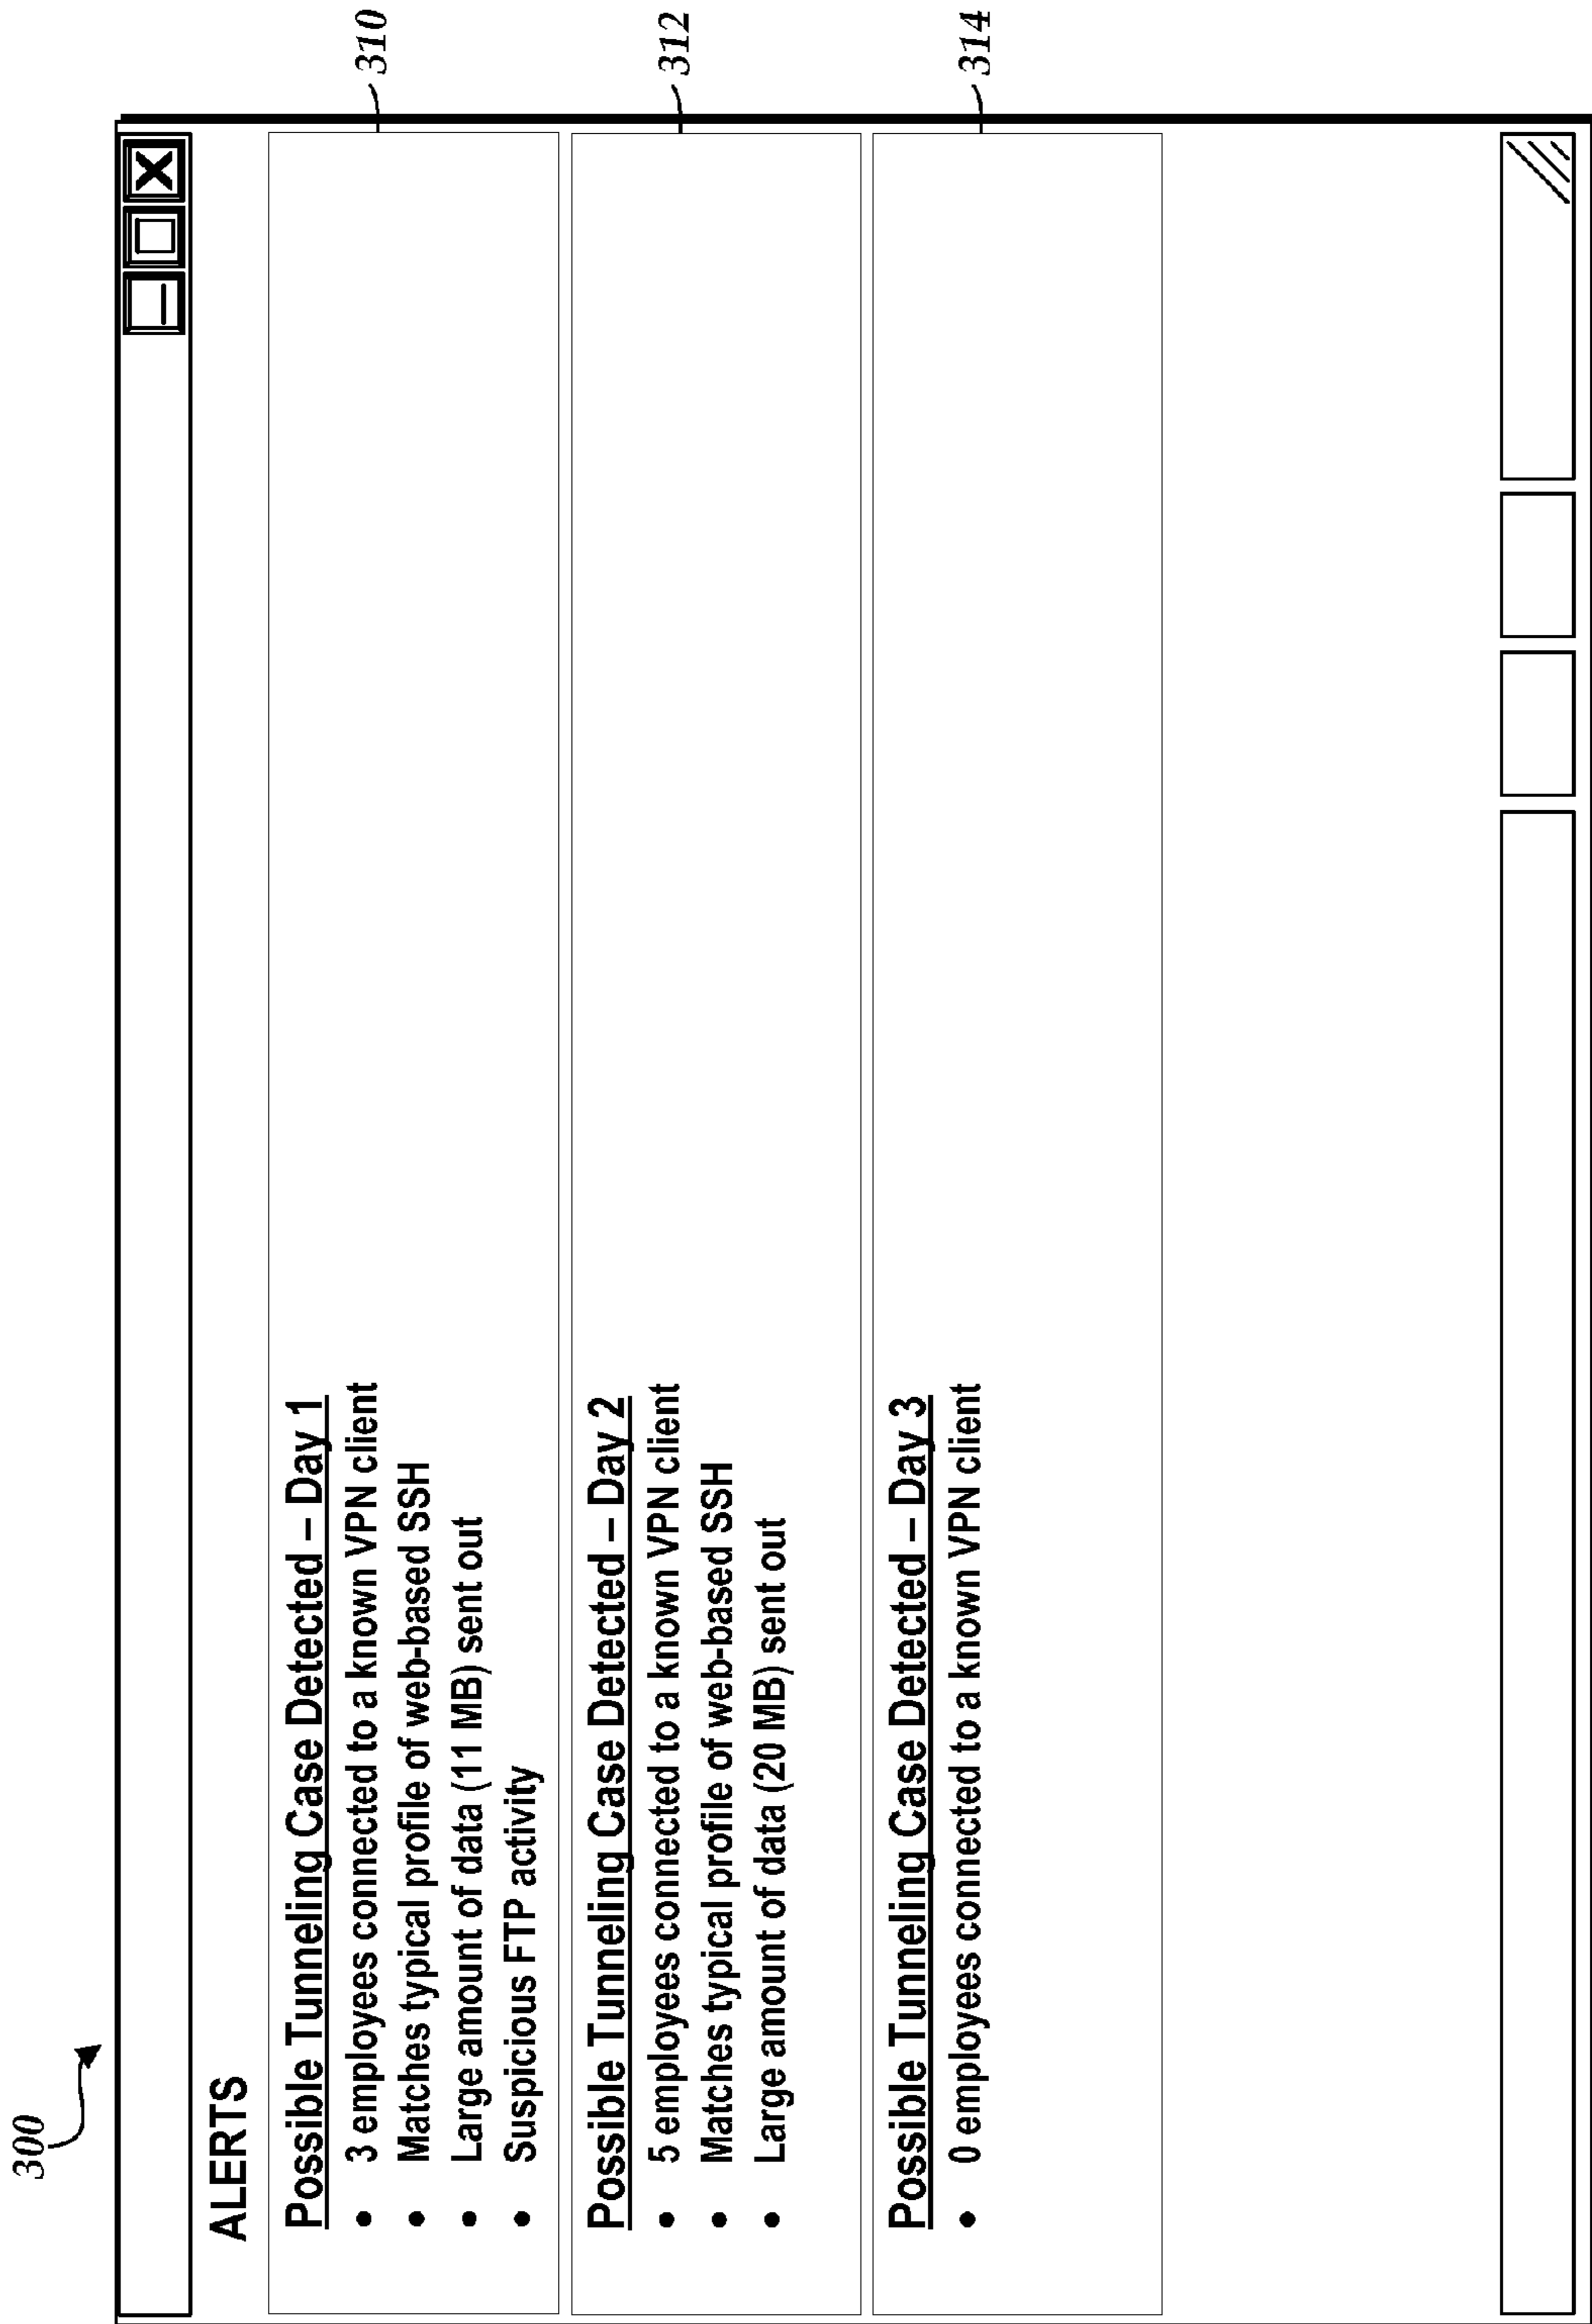 300
ALERTS
Possible Tunneling Case Detected – Day 1
310
• 3 employees connected to a known VPN client
• Matches typical profile of web-based SSH
• Large amount of data (11 MB) sent out
• Suspicious FTP activity
Possible Tunneling Case Detected – Day 2
312
• 5 employees connected to a known VPN client
• Matches typical profile of web-based SSH
• Large amount of data (20 MB) sent out
Possible Tunneling Case Detected – Day 3
314
• 0 employees connected to a known VPN client